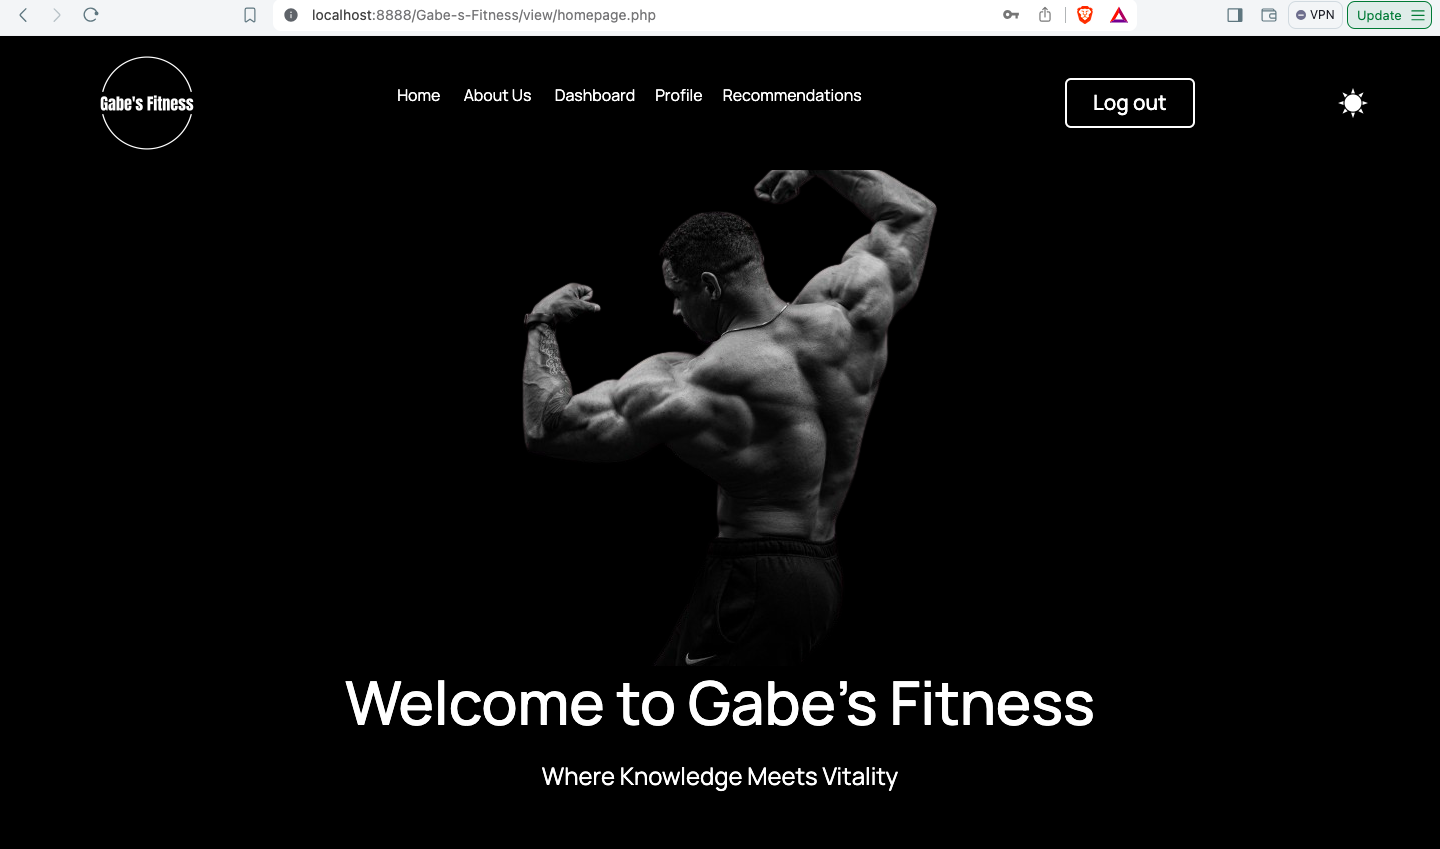 localhost:8888/Gabe-s-Fitness/view/homepage.php
VPN
Update
Gabe's Fitness
Home About Us Dashboard Profile Recommendations
Log out
Welcome to Gabe’s Fitness
Where Knowledge Meets Vitality